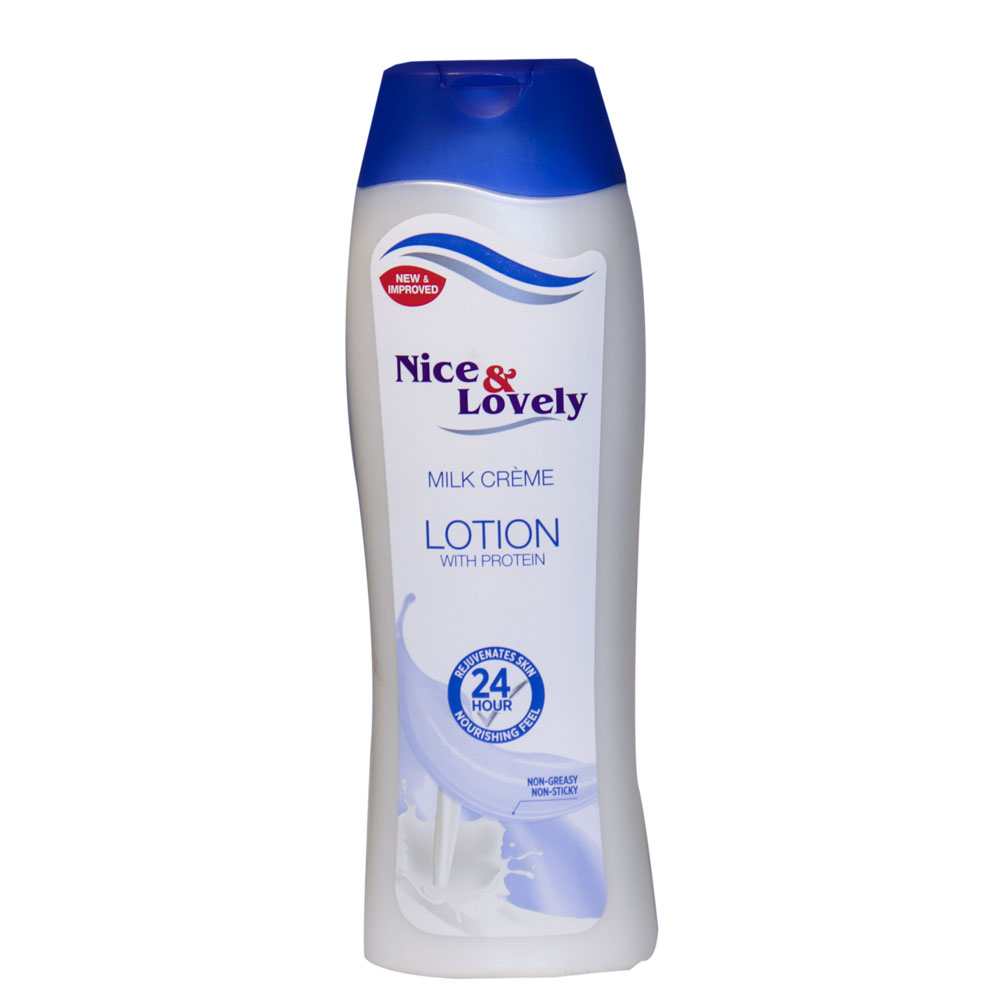 NEW &
IMPROVED
Nice &
Lovely
MILK CRÈME
LOTION
WITH PROTEIN
REJUVENATES SKIN
24
HOUR
NOURISHING FEEL
NON-GREASY
NON-STICKY